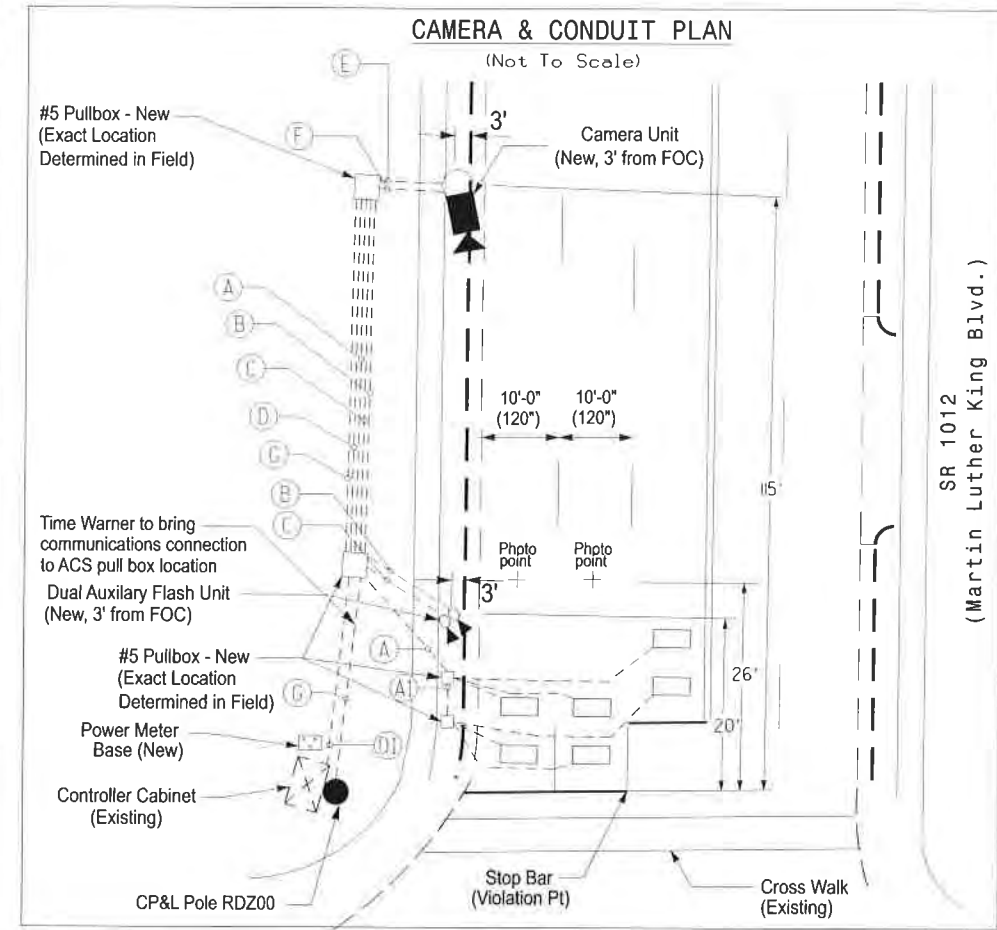 CAMERA & CONDUIT PLAN
(Not To Scale)
E
#5 Pullbox - New
(Exact Location
Determined in Field)
F
3'
Camera Unit
(New, 3' from FOC)
A
B
C
D
G
B
C
10'-0"
(120")
10'-0"
(120")
115'
SR 1012
(Martin Luther King Blvd.)
Time Warner to bring
communications connection
to ACS pull box location
Photo
point
Photo
point
Dual Auxilary Flash Unit
(New, 3' from FOC)
3'
#5 Pullbox - New
(Exact Location
Determined in Field)
A
A1
26'
20'
G
Power Meter
Base (New)
D1
Controller Cabinet
(Existing)
CP&L Pole RDZ00
Stop Bar
(Violation Pt)
Cross Walk
(Existing)